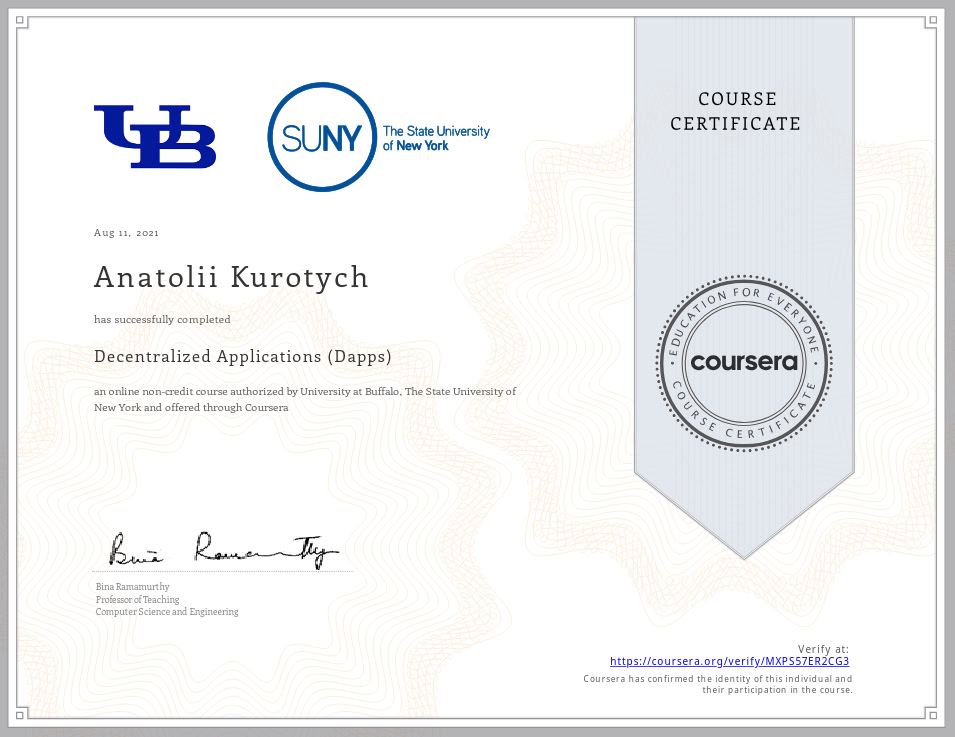 UB
SUNY
The State University
of New York
COURSE
CERTIFICATE
Aug 11, 2021
Anatolii Kurotych
has successfully completed
Decentralized Applications (Dapps)
an online non-credit course authorized by University at Buffalo, The State University of
New York and offered through Coursera
EDUCATION FOR EVERYONE
coursera
COURSE CERTIFICATE
Bina Ramamurthy
Bina Ramamurthy
Professor of Teaching
Computer Science and Engineering
Verify at:
https://coursera.org/verify/MXPS57ER2CG3
Coursera has confirmed the identity of this individual and
their participation in the course.